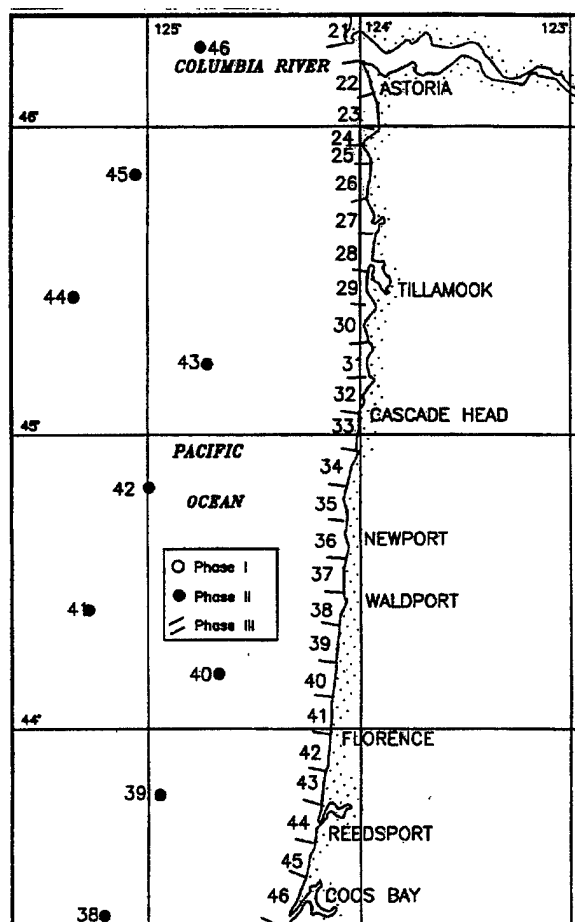 125°
124°
123°
21
46
COLUMBIA RIVER
22
ASTORIA
23
46°
24
25
45
26
27
28
44
29
TILLAMOOK
30
43
31
32
CASCADE HEAD
33
45°
PACIFIC
34
42
OCEAN
35
36
NEWPORT
Phase I
37
Phase II
38
WALDPORT
41
Phase III
39
40
40
41
44°
FLORENCE
42
43
39
44
REEDSPORT
45
46
COOS BAY
38